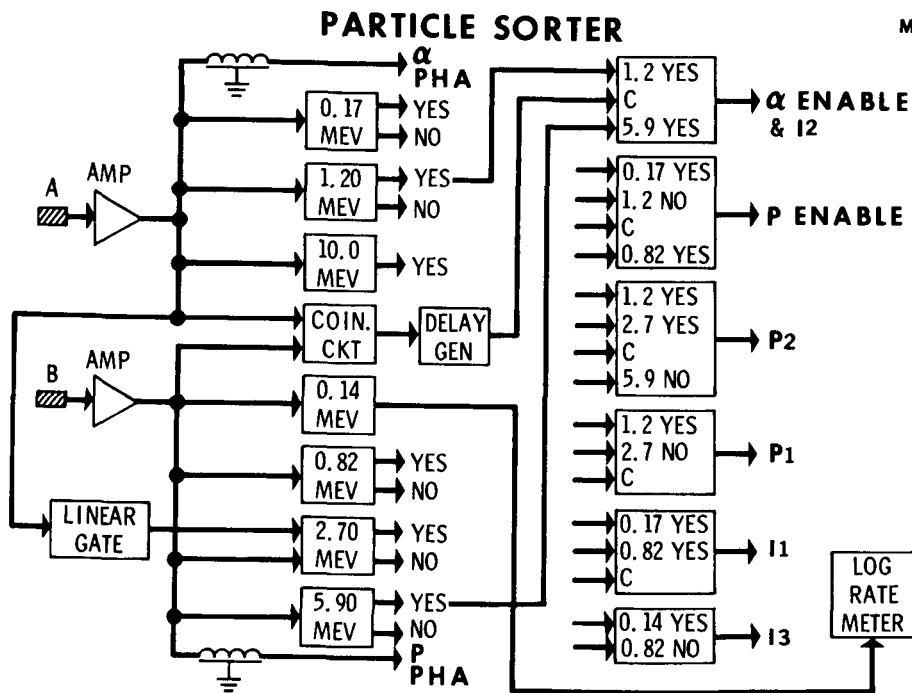 PARTICLE SORTER
M
α
PHA
0.17
MEV
YES
NO
A
AMP
1.20
MEV
YES
NO
10.0
MEV
YES
COIN.
CKT
DELAY
GEN
B
AMP
0.14
MEV
0.82
MEV
YES
NO
LINEAR
GATE
2.70
MEV
YES
NO
5.90
MEV
YES
NO
P
PHA
1.2 YES
C
5.9 YES
α ENABLE
& I2
0.17 YES
1.2 NO
C
0.82 YES
P ENABLE
1.2 YES
2.7 YES
C
5.9 NO
P2
1.2 YES
2.7 NO
C
P1
0.17 YES
0.82 YES
C
I1
0.14 YES
0.82 NO
I3
LOG
RATE
METER